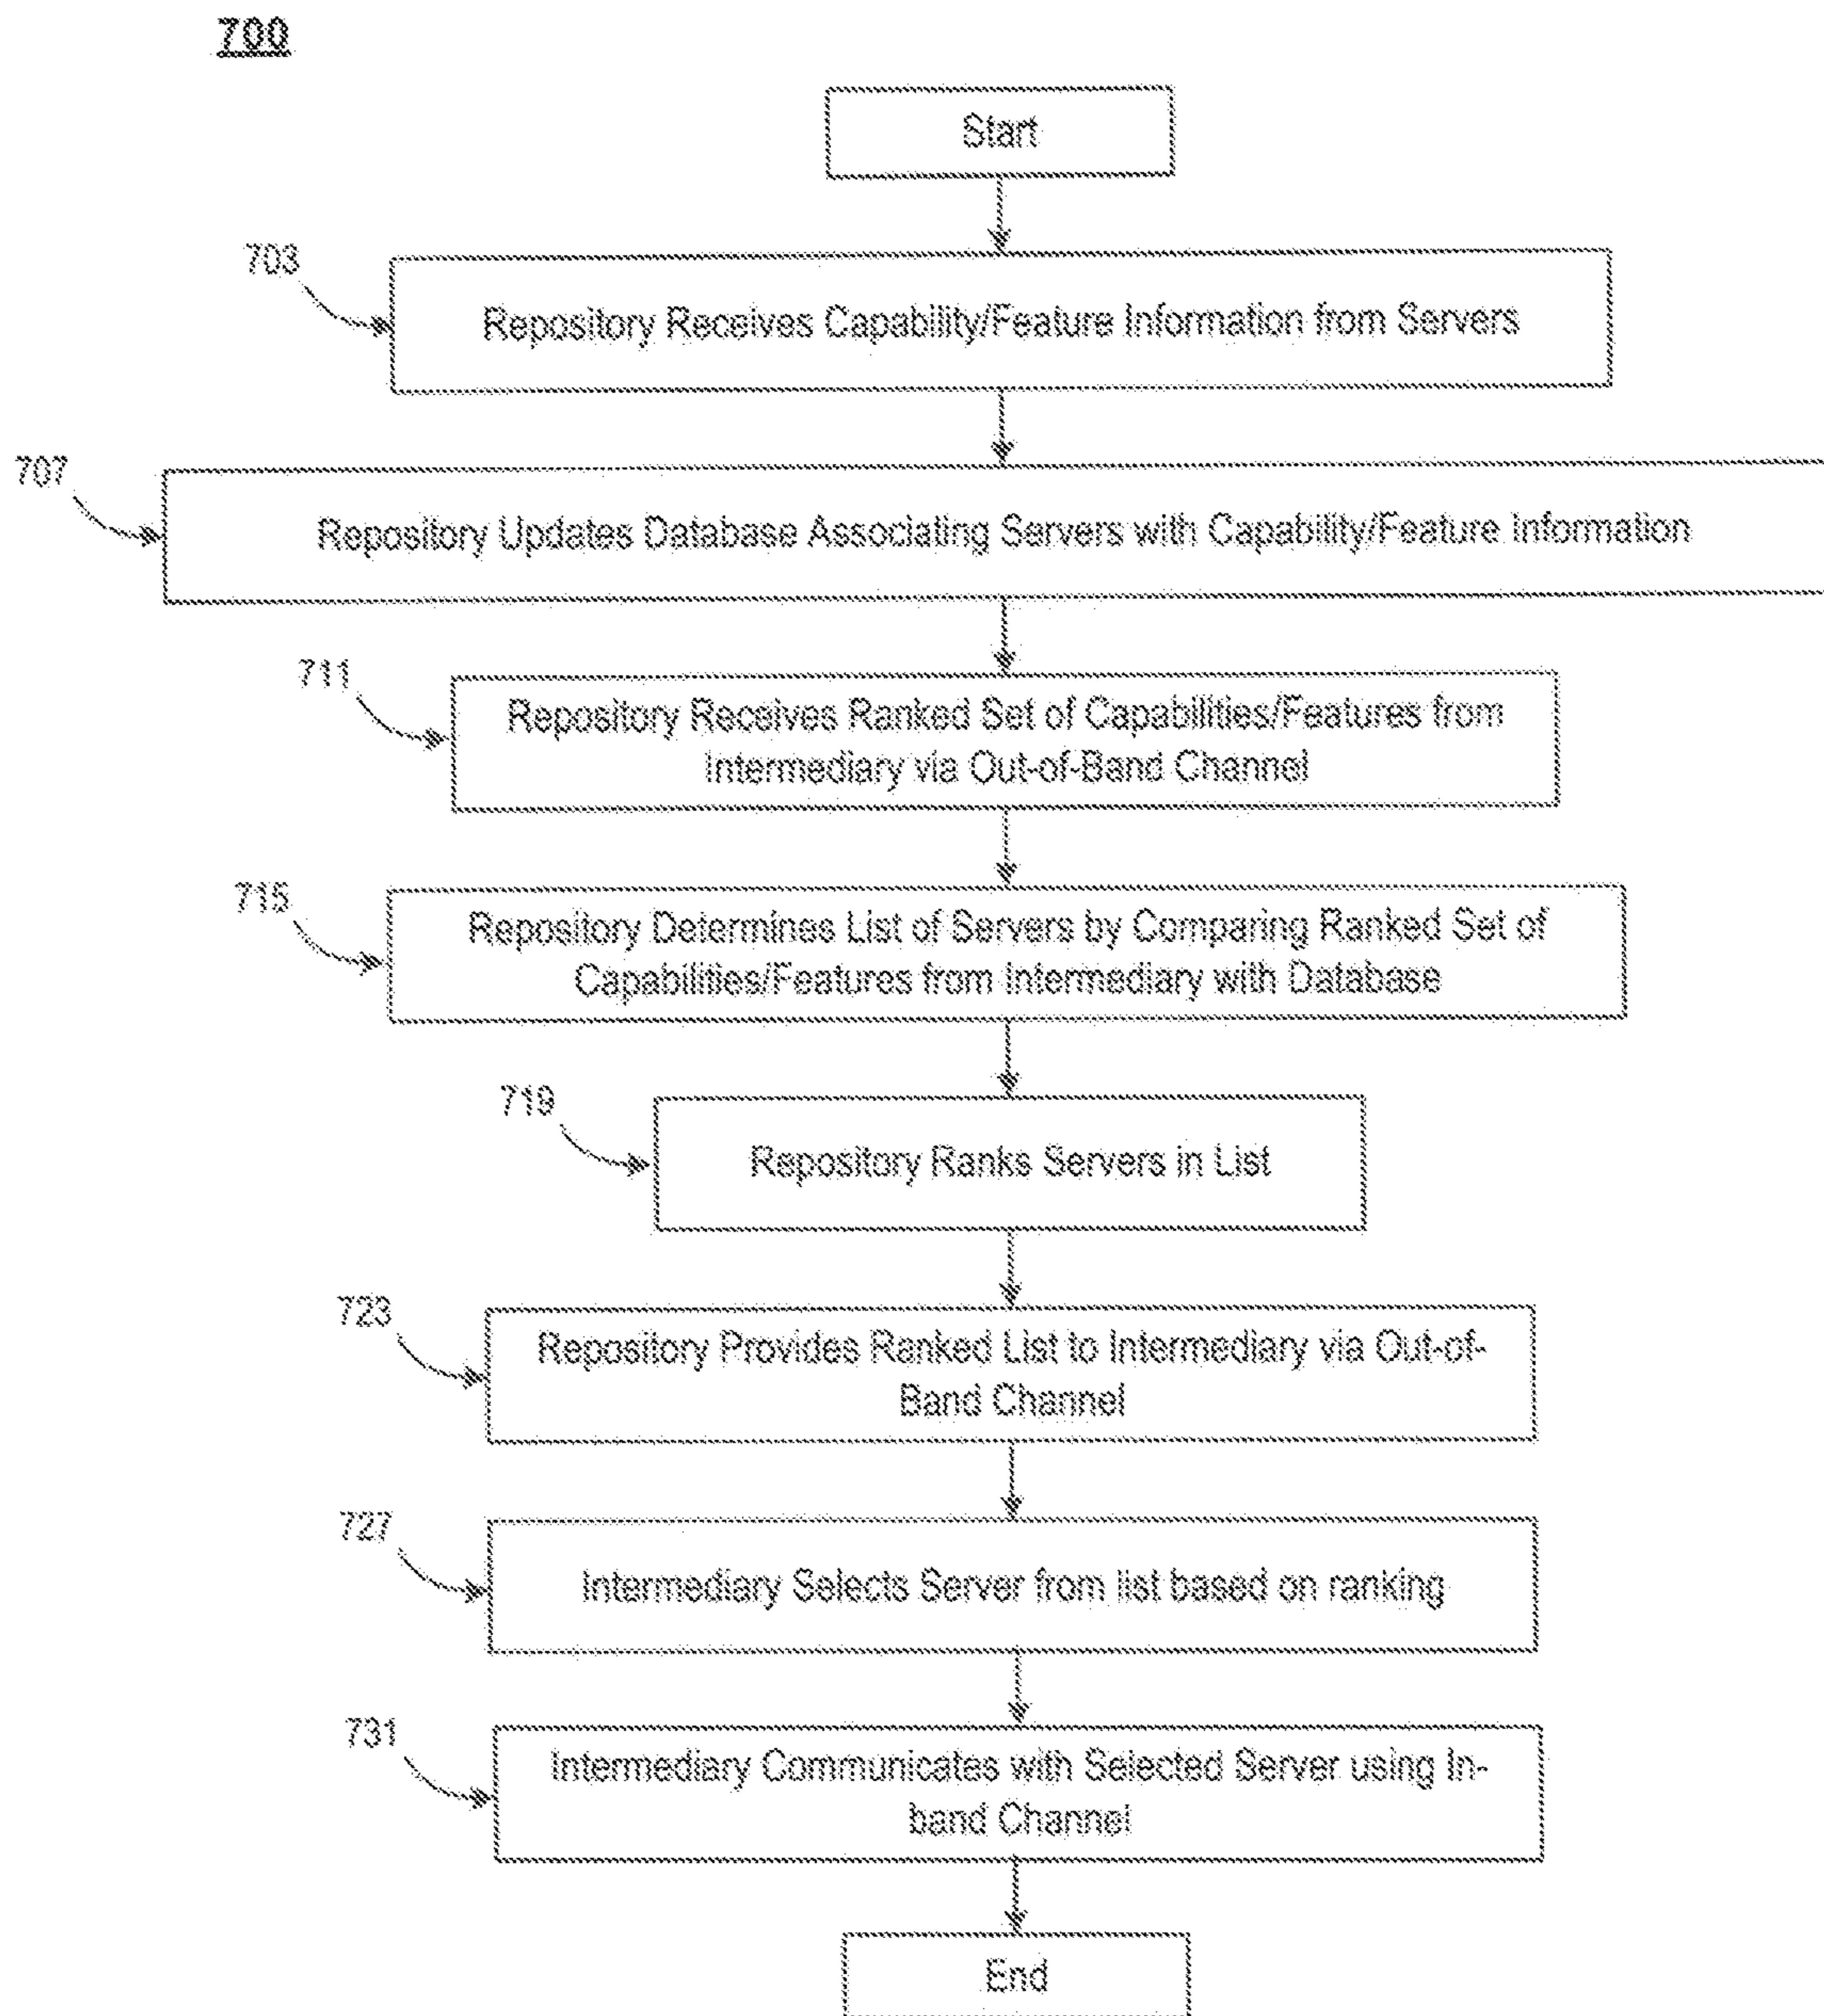 700
Start
703
Repository Receives Capability/Feature Information from Servers
707
Repository Updates Database Associating Servers with Capability/Feature Information
711
Repository Receives Ranked Set of Capabilities/Features from
Intermediary via Out-of-Band Channel
715
Repository Determines List of Servers by Comparing Ranked Set of
Capabilities/Features from Intermediary with Database
719
Repository Ranks Servers in List
723
Repository Provides Ranked List to Intermediary via Out-of-
Band Channel
727
Intermediary Selects Server from list based on ranking
731
Intermediary Communicates with Selected Server using In-
band Channel
End